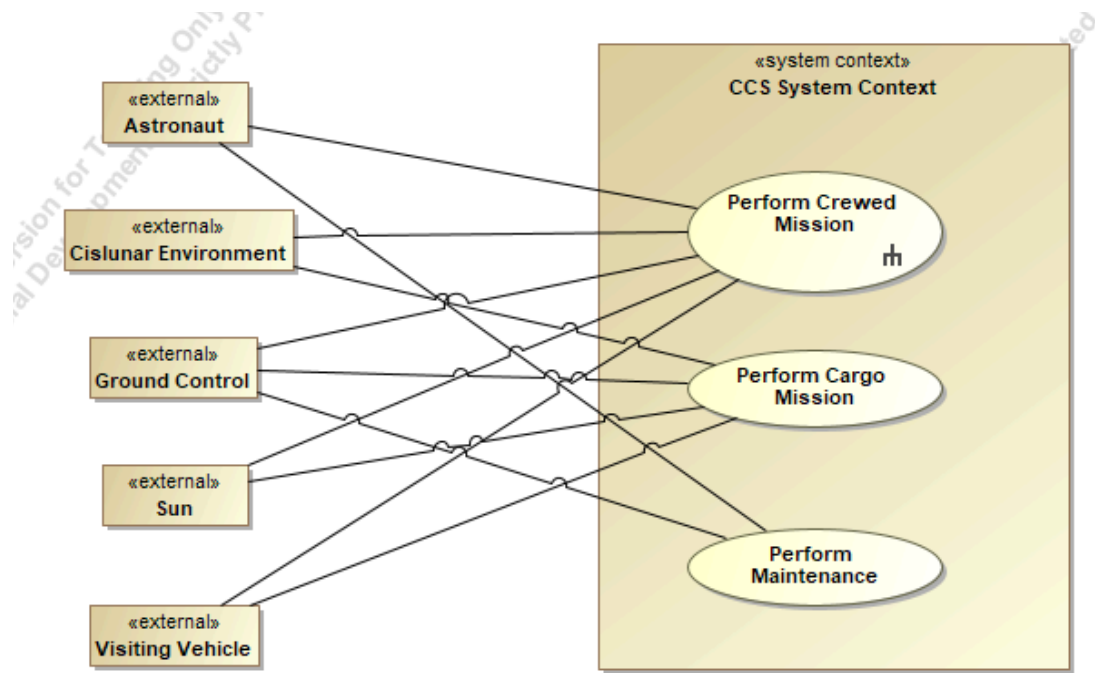 «system context»
CCS System Context
«external»
Astronaut
Perform Crewed
Mission
«external»
Cislunar Environment
«external»
Ground Control
Perform Cargo
Mission
«external»
Sun
Perform
Maintenance
«external»
Visiting Vehicle